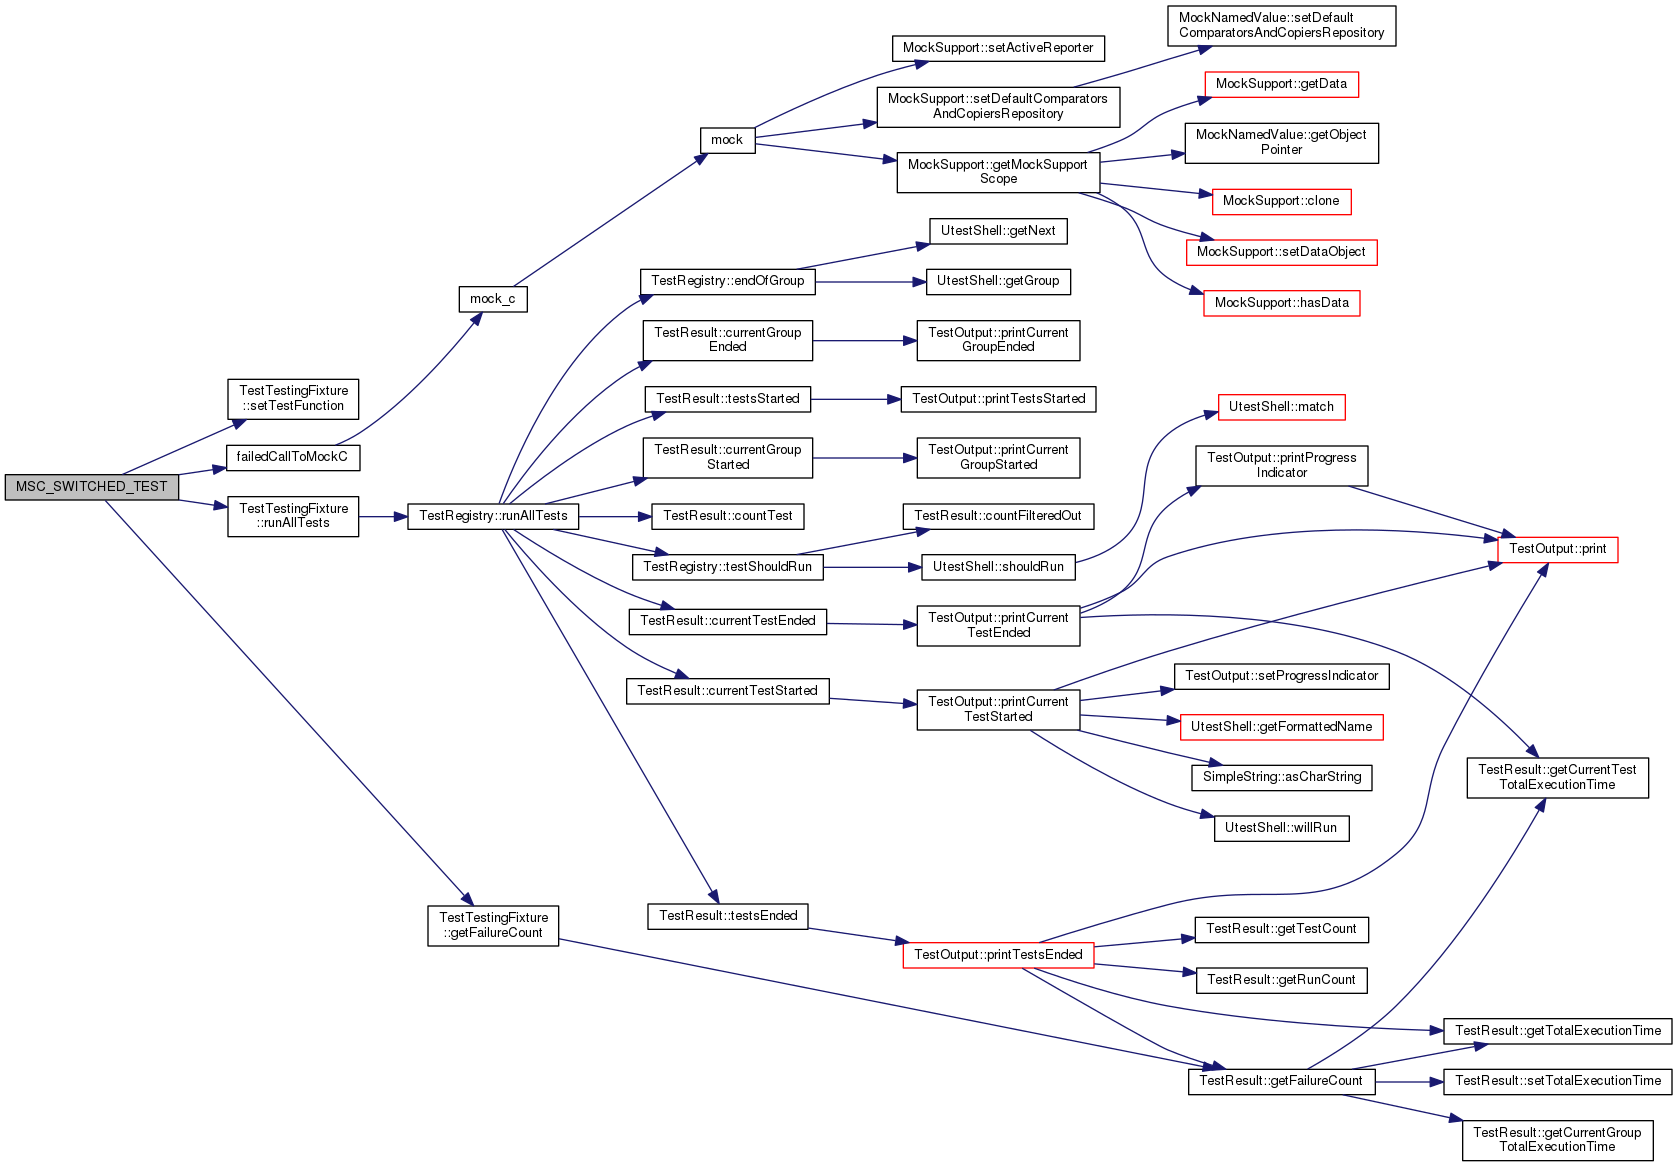 MockNamedValue::setDefault
ComparatorsAndCopiersRepository
MockSupport::setActiveReporter
MockSupport::getData
MockSupport::setDefaultComparators
AndCopiersRepository
mock
MockNamedValue::getObject
Pointer
MockSupport::getMockSupport
Scope
MockSupport::clone
UtestShell::getNext
MockSupport::setDataObject
TestRegistry::endOfGroup
UtestShell::getGroup
mock_c
MockSupport::hasData
TestResult::currentGroup
Ended
TestOutput::printCurrent
GroupEnded
TestTestingFixture
::setTestFunction
TestResult::testsStarted
TestOutput::printTestsStarted
UtestShell::match
failedCallToMockC
TestResult::currentGroup
Started
TestOutput::printCurrent
GroupStarted
TestOutput::printProgress
Indicator
MSC_SWITCHED_TEST
TestTestingFixture
::runAllTests
TestRegistry::runAllTests
TestResult::countTest
TestResult::countFilteredOut
TestOutput::print
TestRegistry::testShouldRun
UtestShell::shouldRun
TestResult::currentTestEnded
TestOutput::printCurrent
TestEnded
TestOutput::setProgressIndicator
TestResult::currentTestStarted
TestOutput::printCurrent
TestStarted
UtestShell::getFormattedName
SimpleString::asCharString
TestResult::getCurrentTest
TotalExecutionTime
UtestShell::willRun
TestTestingFixture
::getFailureCount
TestResult::testsEnded
TestOutput::printTestsEnded
TestResult::getTestCount
TestResult::getRunCount
TestResult::getTotalExecutionTime
TestResult::getFailureCount
TestResult::setTotalExecutionTime
TestResult::getCurrentGroup
TotalExecutionTime